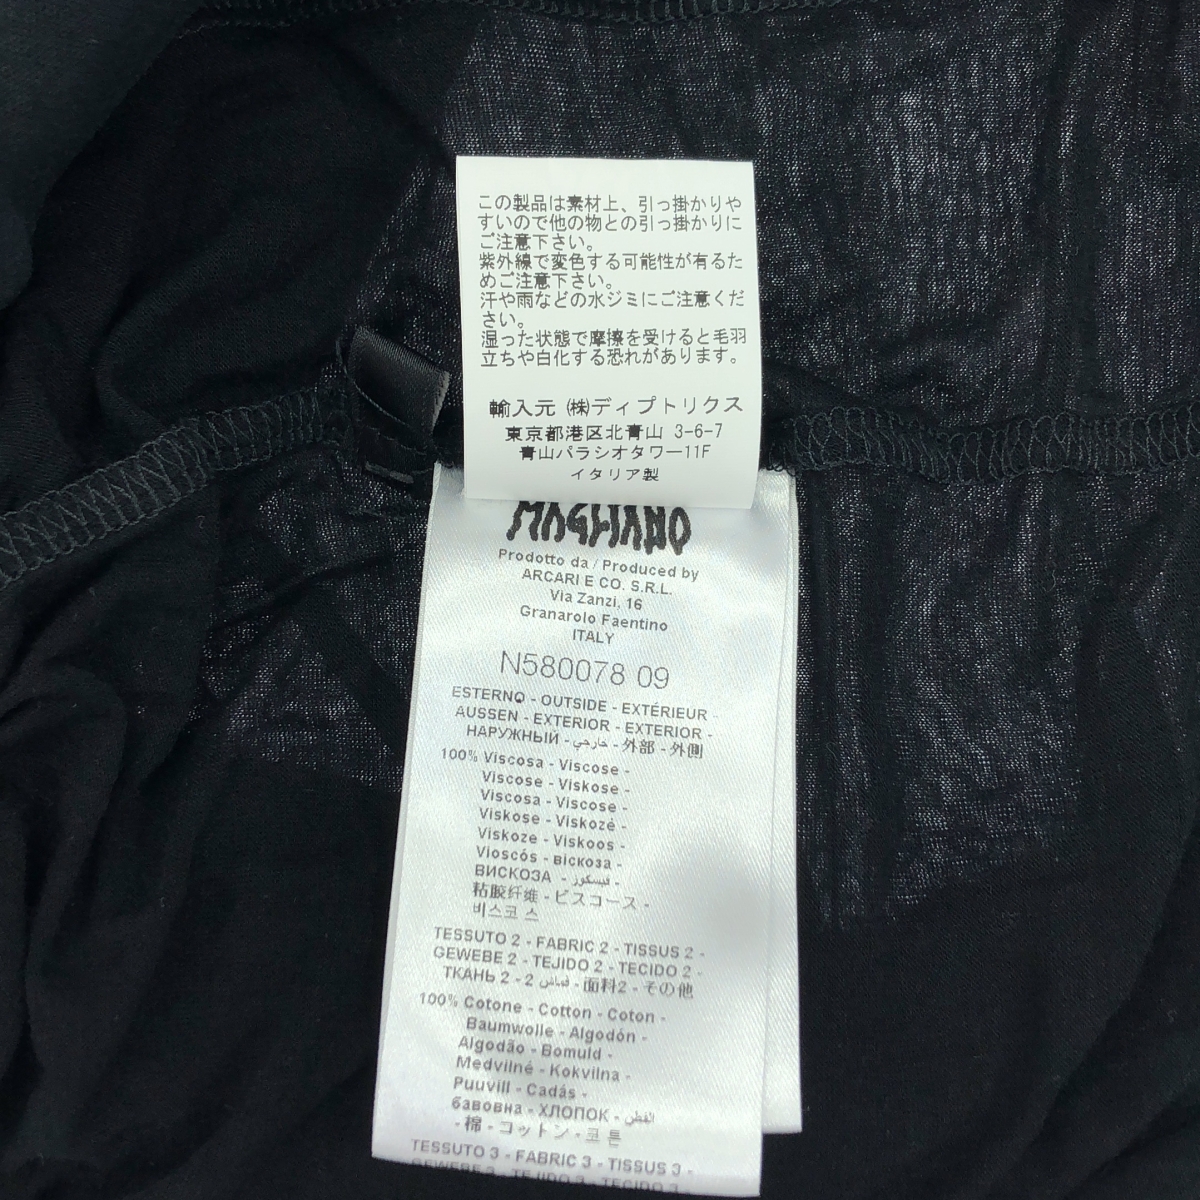 この製品は素材上、引っ掛かりや
すいので他の物との引っ掛かりに
ご注意下さい。
紫外線で変色する可能性が有るた
めご注意下さい。
汗や雨などの水ジミにご注意くだ
さい。
湿った状態で摩擦を受けると毛羽
立ちや白化する恐れがあります。
輸入元 ㈱ディプトリクス
東京都港区北青山 3-6-7
青山パラシオタワー11F
イタリア製
MAGLIANO
Prodotto da / Produced by
ARCARI E CO. S.R.L.
Via Zanzi, 16
Granarolo Faentino
ITALY
N580078 09
ESTERNO - OUTSIDE - EXTÉRIEUR -
AUSSEN - EXTERIOR - EXTERIOR -
НАРУЖНЫЙ - خارجي - 外部 - 外側
100% Viscosa - Viscose -
Viscose - Viskose -
Viscosa - Viscose -
Viskose - Viskozė -
Viskoze - Viskoos -
Vioscós - віскоза -
ВИСКОЗА - فيسكوز -
粘胶纤维 - ビスコース -
비스코스
TESSUTO 2 - FABRIC 2 - TISSUS 2 -
GEWEBE 2 - TEJIDO 2 - TECIDO 2 -
ТКАНЬ 2 - 2 قماش - 面料2 - その他
100% Cotone - Cotton - Coton -
Baumwolle - Algodón -
Algodão - Bomuld -
Medvilné - Kokvilna -
Puuvill - Cadás -
бавовна - ХЛОПОК - القطن
- 棉 - コットン - 코튼
TESSUTO 3 - FABRIC 3 - TISSUS 3 -
GEWEBE 3 - TEJIDO 3 - TECIDO 3 -